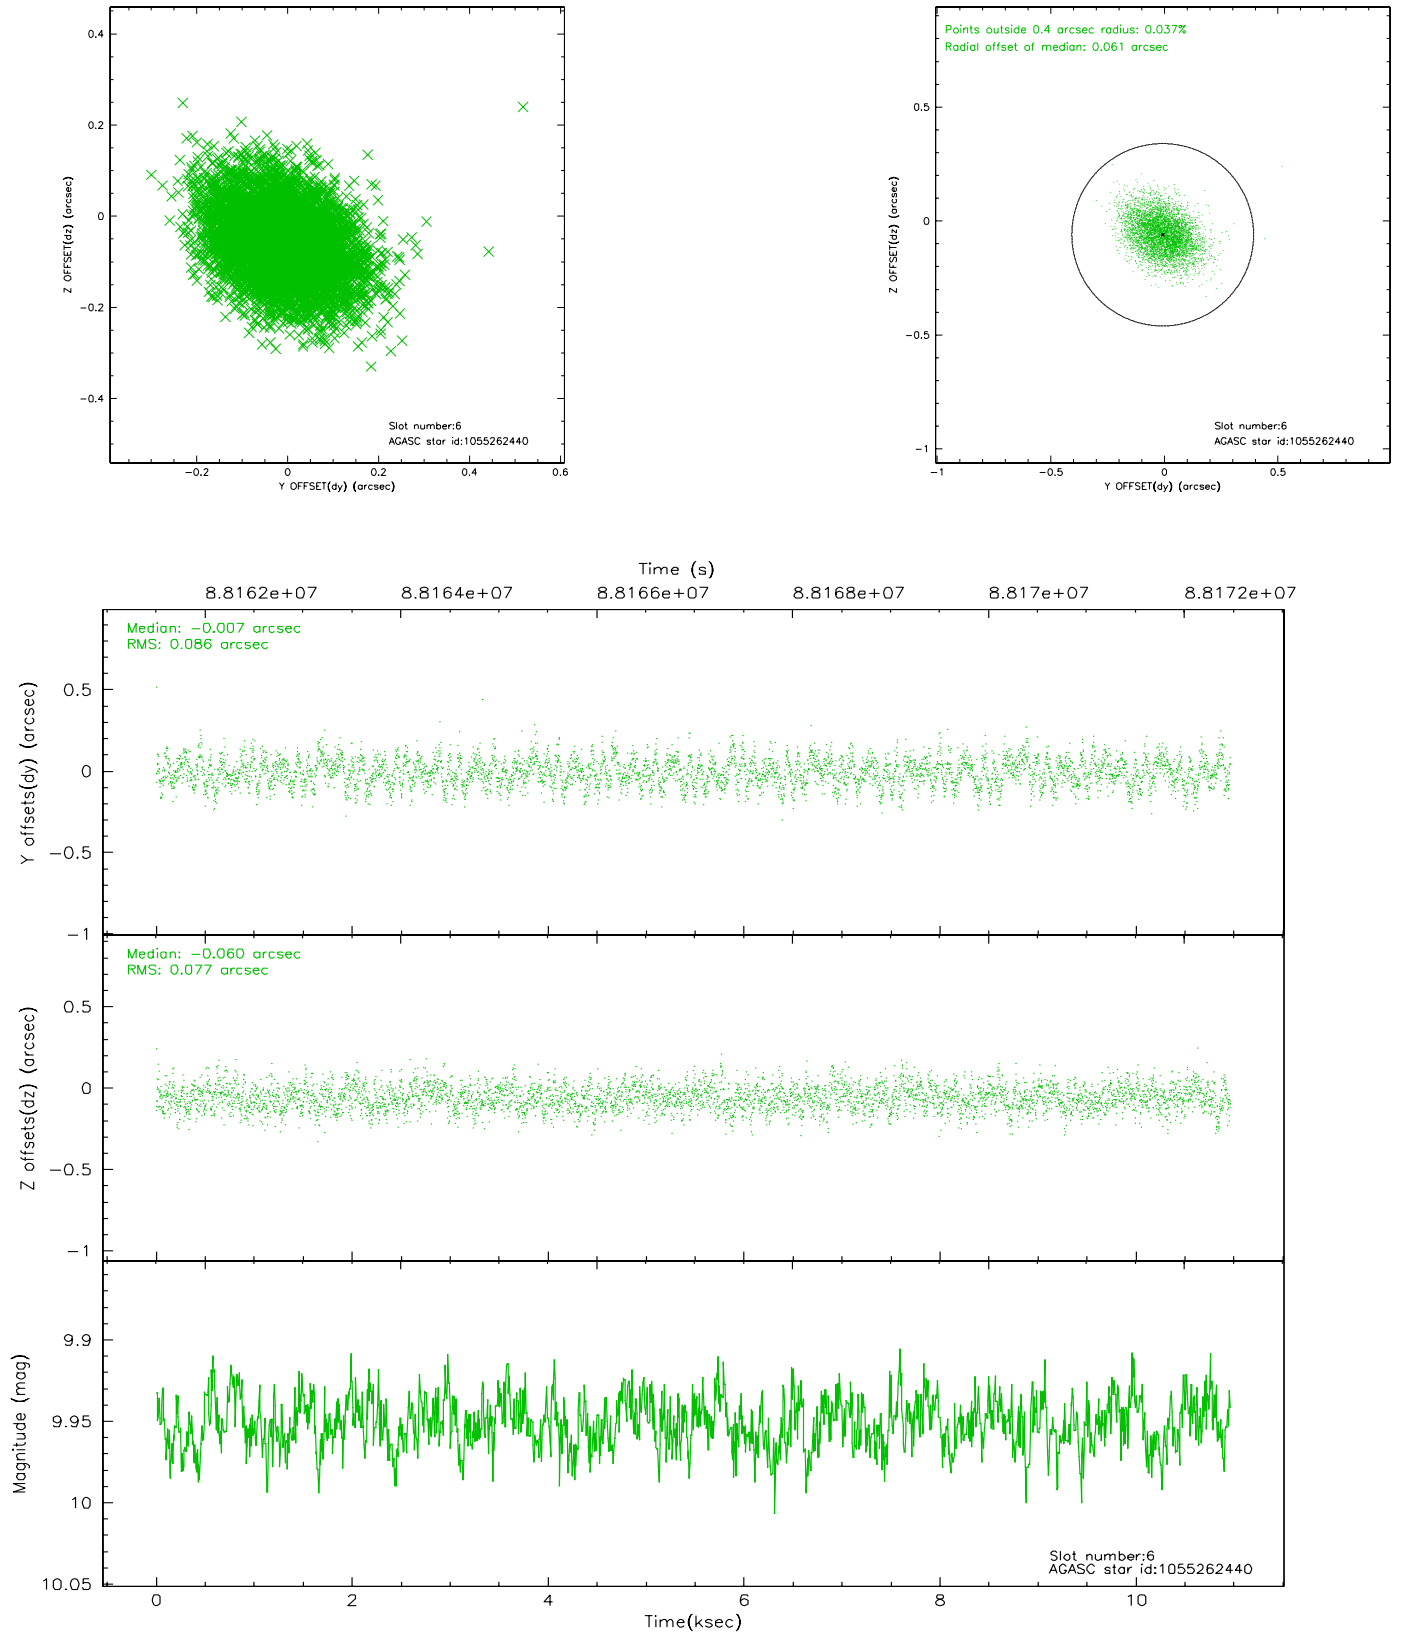 0.4
0.2
0
−0.2
−0.4
Z OFFSET(dz) (arcsec)
Slot number:6
AGASC star id:1055262440
−0.2 0 0.2 0.4 0.6
Y OFFSET(dy) (arcsec)
Points outside 0.4 arcsec radius: 0.037%
Radial offset of median: 0.061 arcsec
0.5
0
−0.5
−1
Z OFFSET(dz) (arcsec)
Slot number:6
AGASC star id:1055262440
−1 −0.5 0 0.5
Y OFFSET(dy) (arcsec)
Time (s)
8.8162e+07 8.8164e+07 8.8166e+07 8.8168e+07 8.817e+07 8.8172e+07
Median: −0.007 arcsec
RMS: 0.086 arcsec
0.5
0
−0.5
−1
Y offsets(dy) (arcsec)
Median: −0.060 arcsec
RMS: 0.077 arcsec
0.5
0
−0.5
−1
Z offsets(dz) (arcsec)
9.9
9.95
10
10.05
Magnitude (mag)
Slot number:6
AGASC star id:1055262440
0 2 4 6 8 10
Time(ksec)